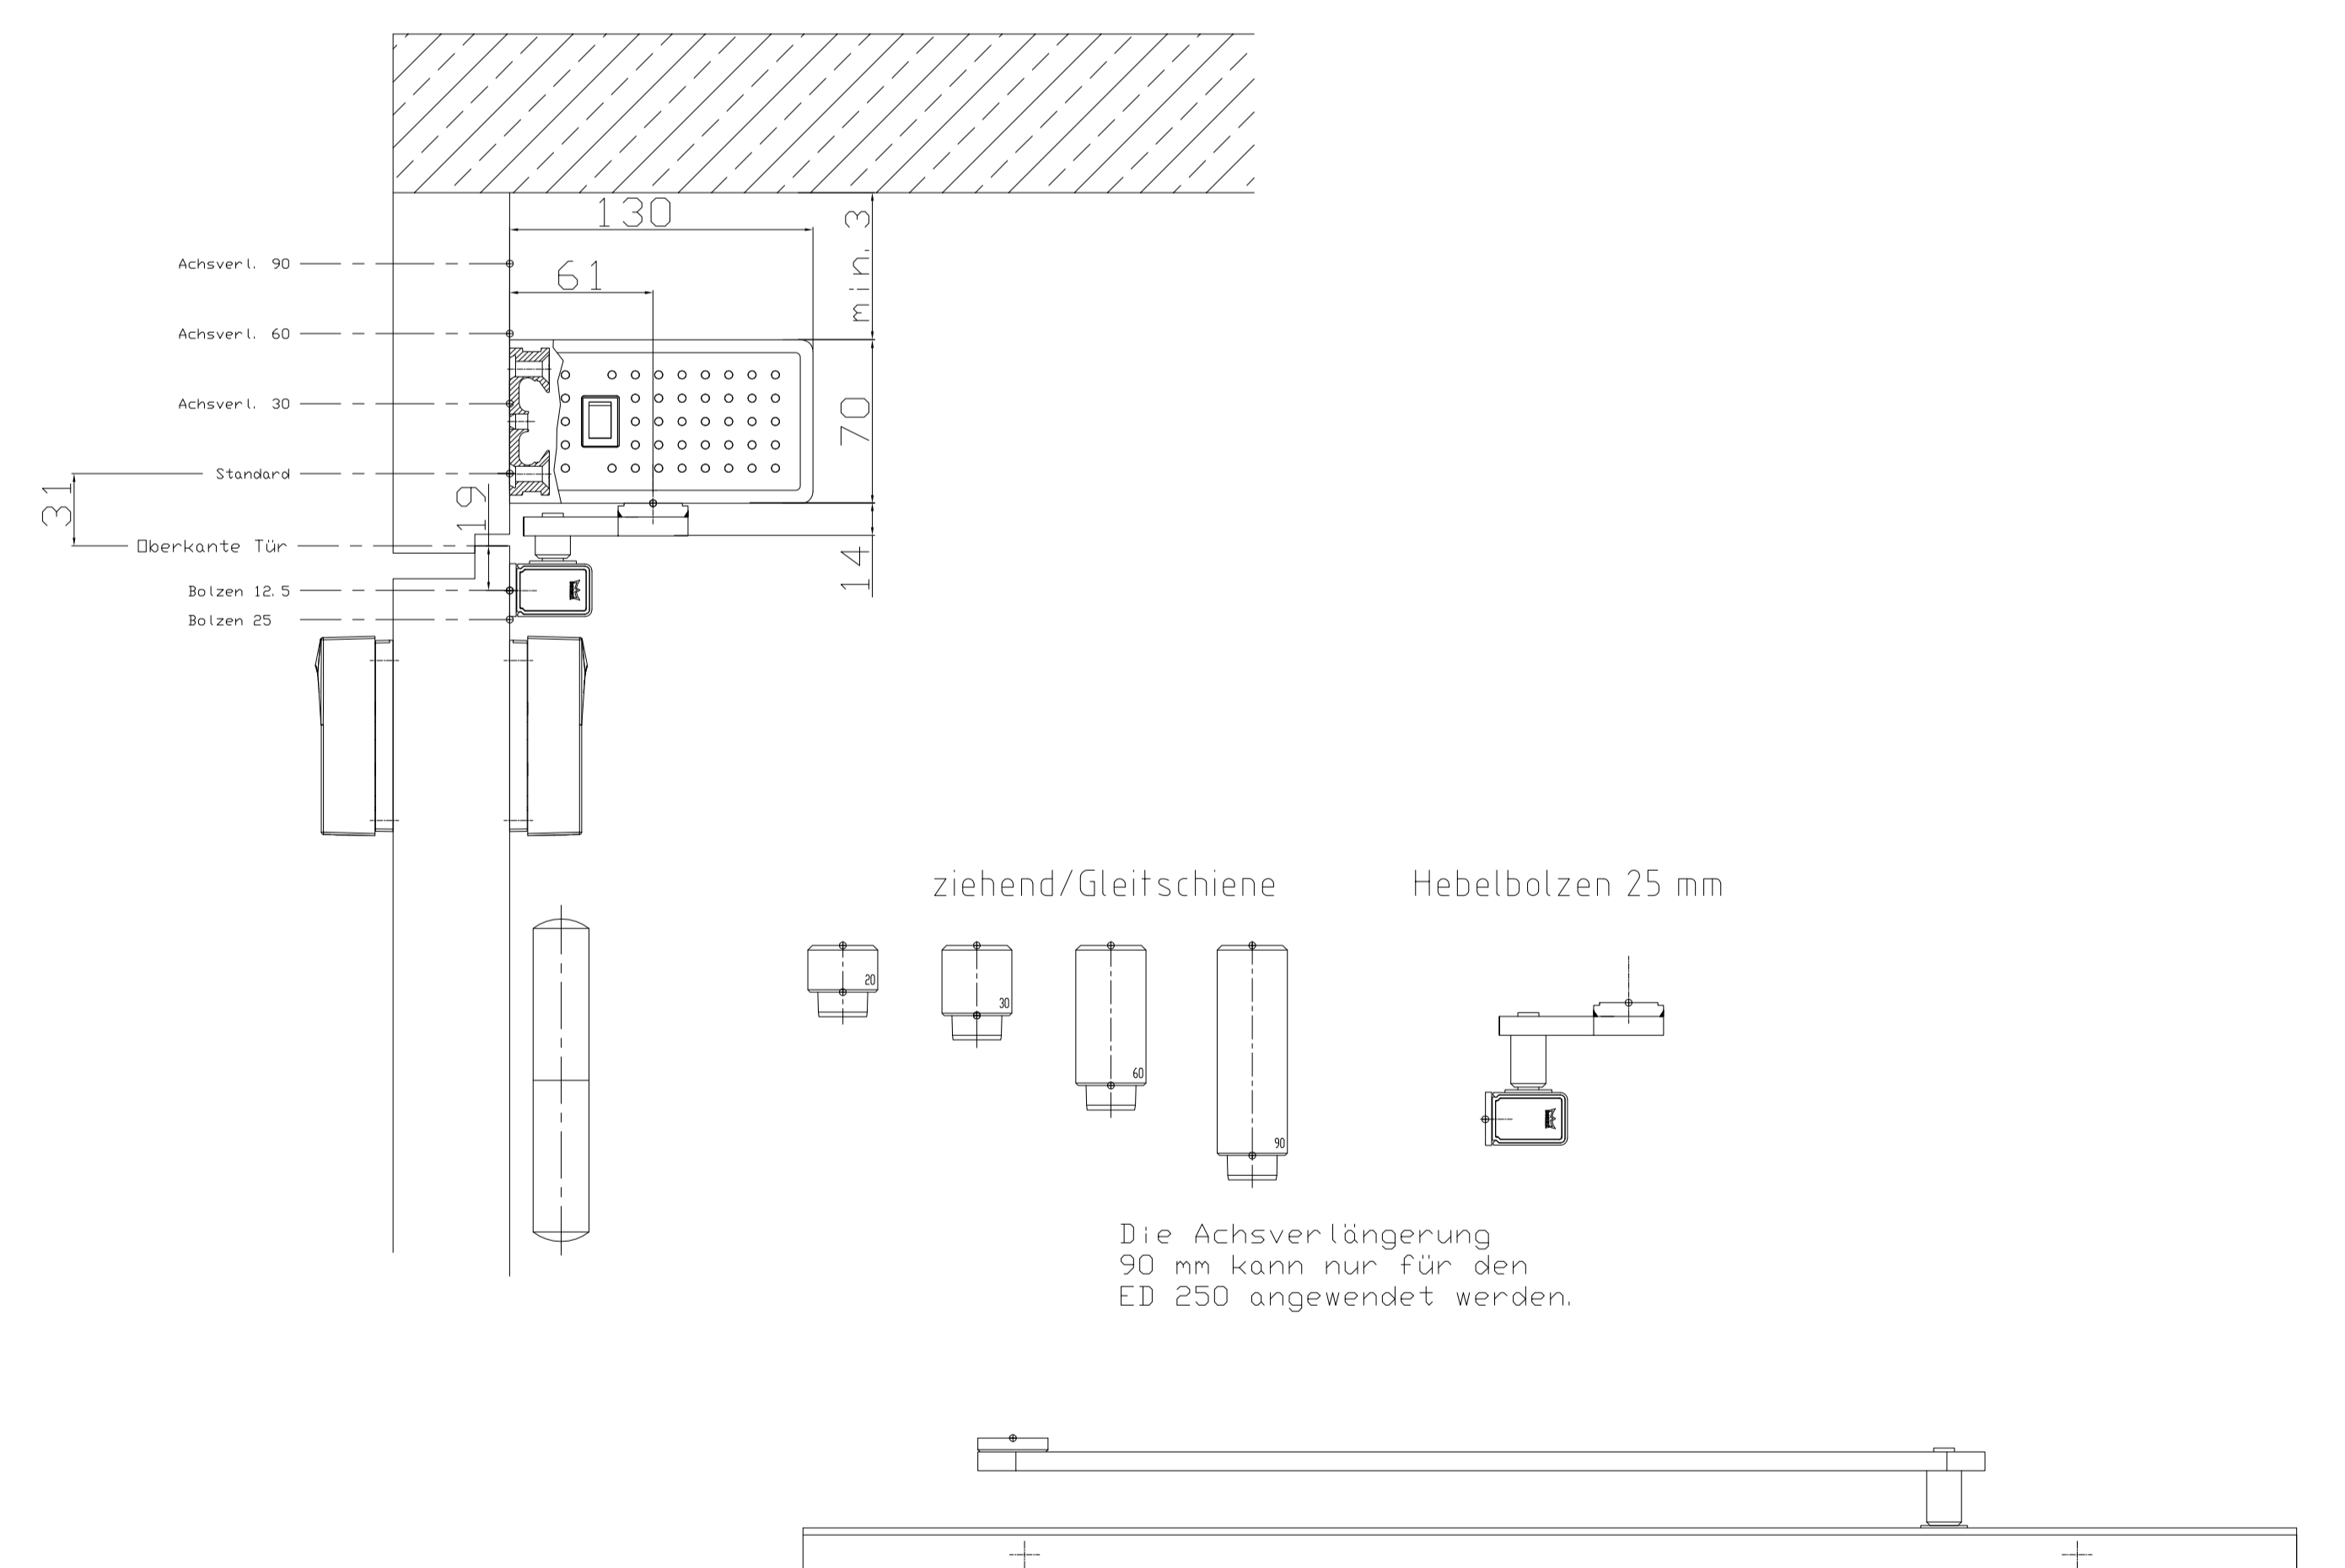 130
min. 3
61
Achsverl. 90
Achsverl. 60
Achsverl. 30
70
Standard
31
19
Oberkante Tür
14
Bolzen 12.5
Bolzen 25
ziehend/Gleitschiene
Hebelbolzen 25 mm
20
30
60
90
Die Achsverlängerung
90 mm kann nur für den
ED 250 angewendet werden.